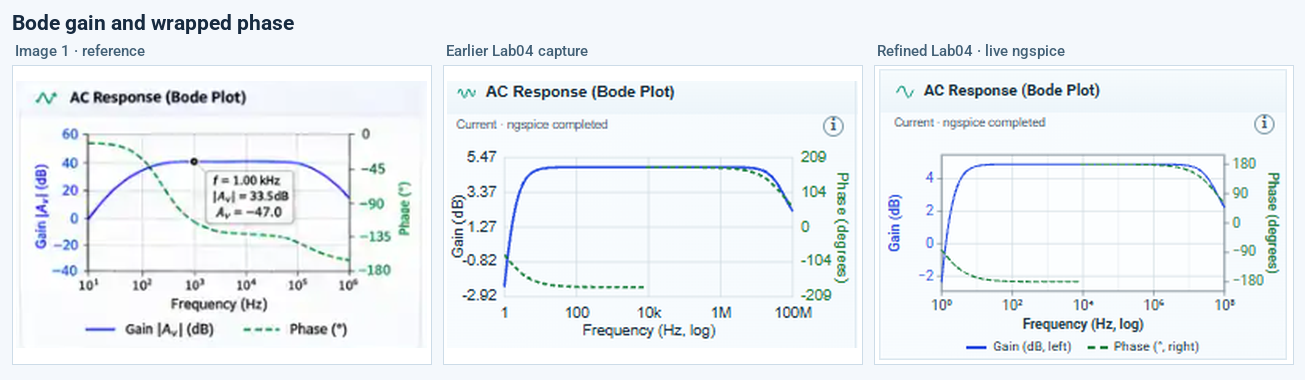 Bode gain and wrapped phase
Image 1 · reference
AC Response (Bode Plot)
60
40
20
0
−20
−40
Gain |Aᵥ| (dB)
0
−45
−90
−135
−180
Phase (°)
f = 1.00 kHz
|Aᵥ| = 33.5dB
Aᵥ = −47.0
10¹
10²
10³
10⁴
10⁵
10⁶
Frequency (Hz)
Gain |Aᵥ| (dB)
Phase (°)
Earlier Lab04 capture
AC Response (Bode Plot)
Current · ngspice completed
i
5.47
3.37
1.27
-0.82
-2.92
Gain (dB)
209
104
0
-104
-209
Phase (degrees)
1
100
10k
1M
100M
Frequency (Hz, log)
Refined Lab04 · live ngspice
AC Response (Bode Plot)
Current · ngspice completed
i
4
2
0
−2
Gain (dB)
180
90
0
−90
−180
Phase (degrees)
10⁰
10²
10⁴
10⁶
10⁸
Frequency (Hz, log)
Gain (dB, left)
Phase (°, right)